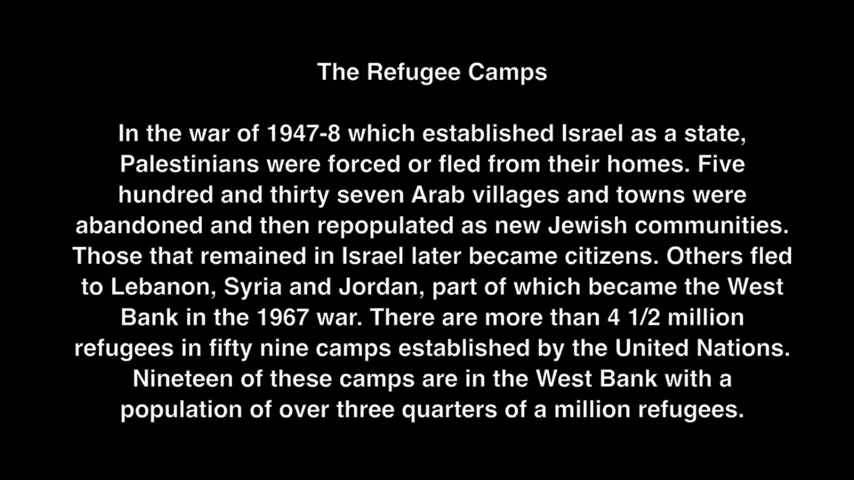 The Refugee Camps
In the war of 1947-8 which established Israel as a state,
Palestinians were forced or fled from their homes. Five
hundred and thirty seven Arab villages and towns were
abandoned and then repopulated as new Jewish communities.
Those that remained in Israel later became citizens. Others fled
to Lebanon, Syria and Jordan, part of which became the West
Bank in the 1967 war. There are more than 4 1/2 million
refugees in fifty nine camps established by the United Nations.
Nineteen of these camps are in the West Bank with a
population of over three quarters of a million refugees.